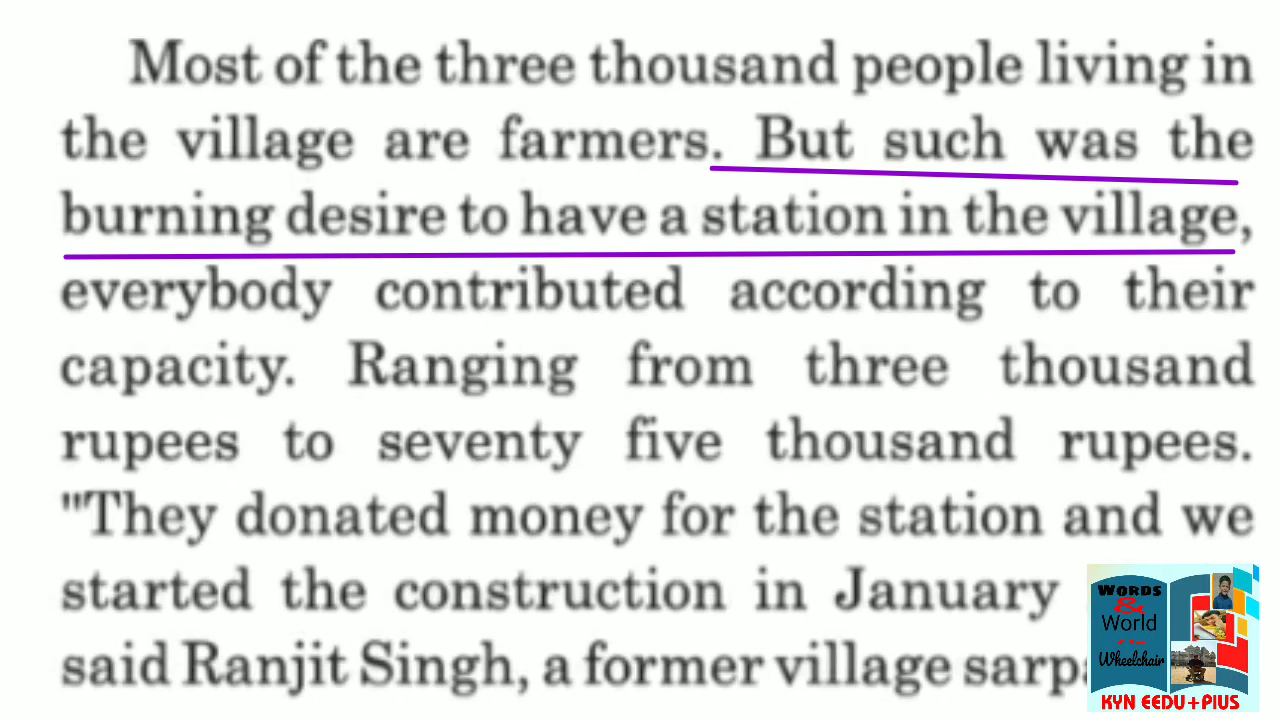 Most of the three thousand people living in
the village are farmers. But such was the
burning desire to have a station in the village,
everybody contributed according to their
capacity. Ranging from three thousand
rupees to seventy five thousand rupees.
"They donated money for the station and we
started the construction in January
said Ranjit Singh, a former village
WORDS
&
World
Wheelchair
KYN EEDU+PIUS